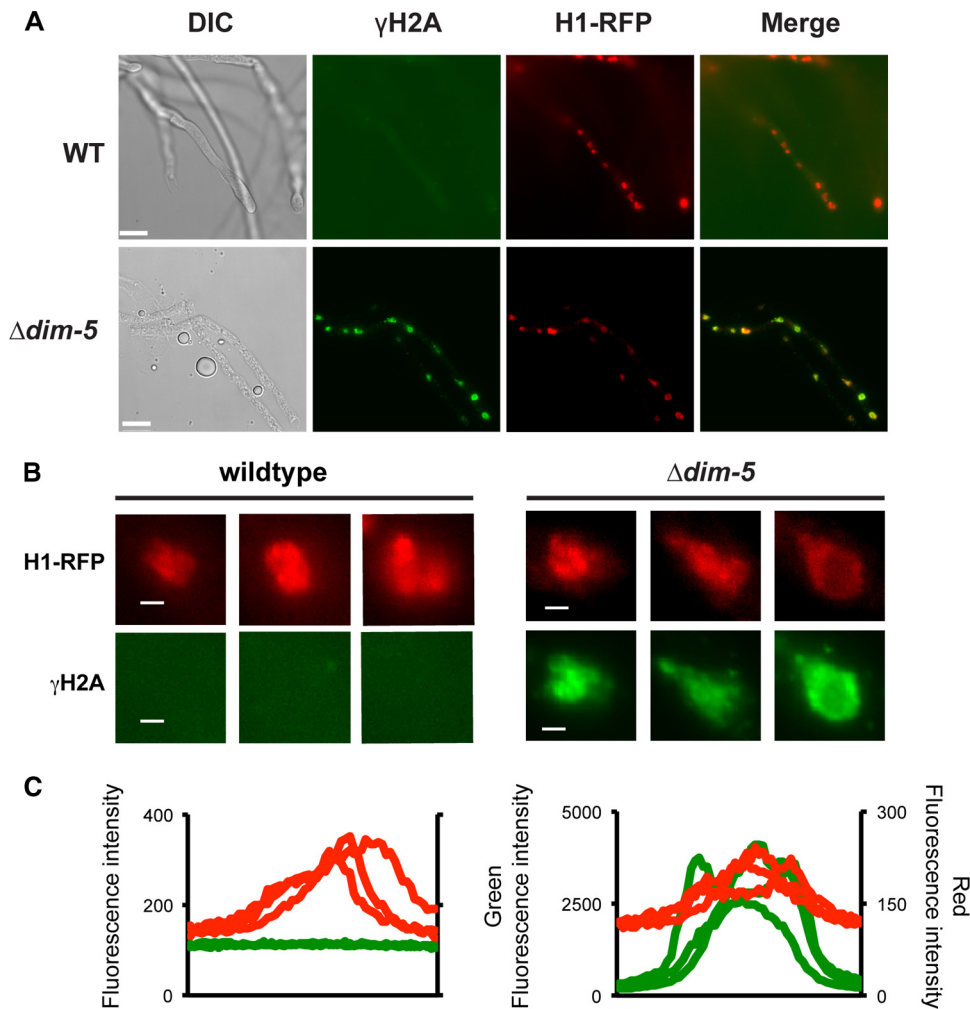 A
DIC
γH2A
H1-RFP
Merge
WT
Δdim-5
B
wildtype
Δdim-5
H1-RFP
γH2A
C
Fluorescence intensity
400
200
0
Green
Fluorescence intensity
5000
2500
0
300
150
0
Fluorescence intensity
Red